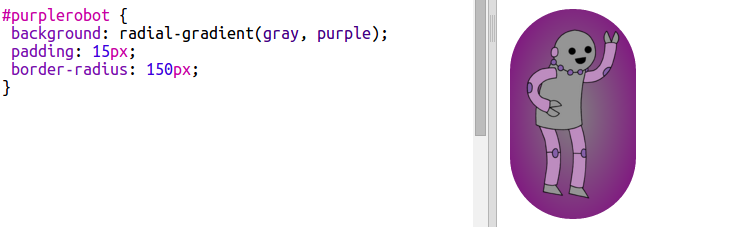 #purplerobot {
 background: radial-gradient(gray, purple);
 padding: 15px;
 border-radius: 150px;
}